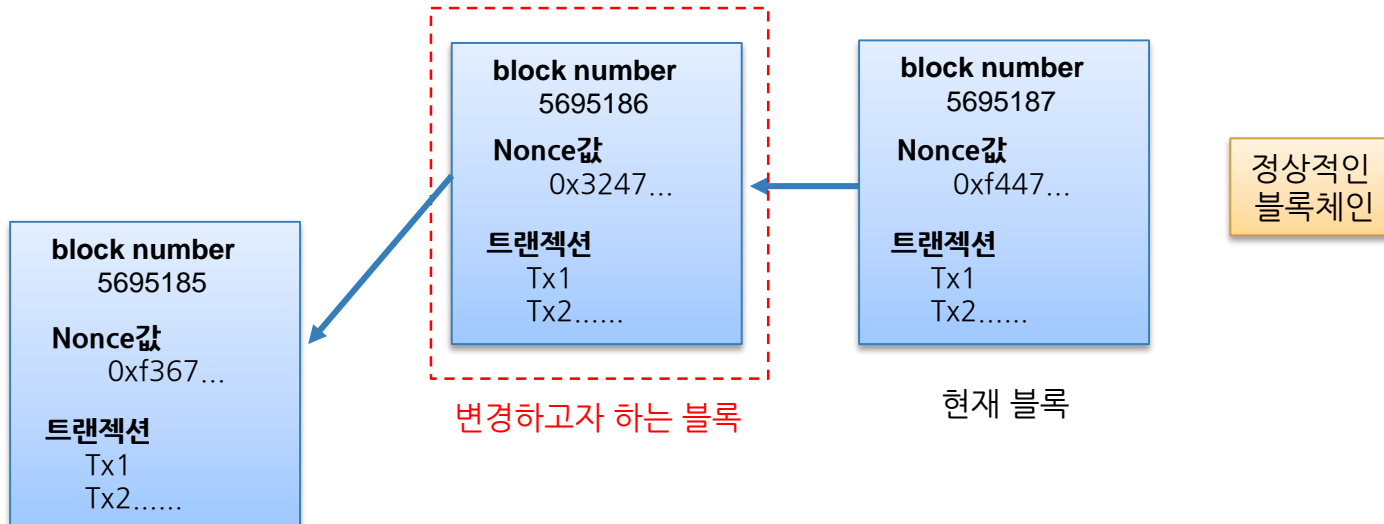 block number
5695186
Nonce값
0x3247...
트랜젝션
Tx1
Tx2......
변경하고자 하는 블록
block number
5695187
Nonce값
0xf447...
트랜젝션
Tx1
Tx2......
현재 블록
정상적인
블록체인
block number
5695185
Nonce값
0xf367...
트랜젝션
Tx1
Tx2......